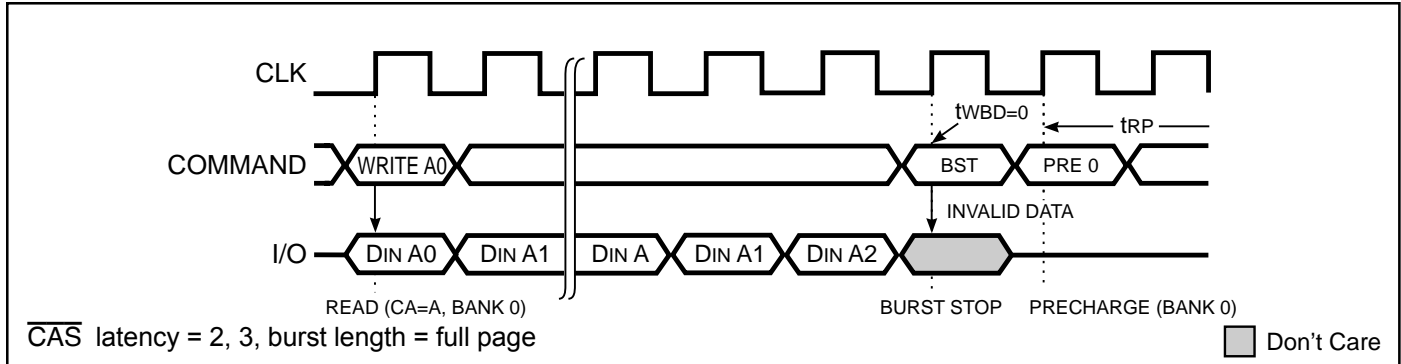 CLK
tWBD=0
tRP
COMMAND WRITE A0 BST PRE 0
INVALID DATA
I/O DIN A0 DIN A1 DIN A DIN A1 DIN A2
READ (CA=A, BANK 0) BURST STOP PRECHARGE (BANK 0)
CAS latency = 2, 3, burst length = full page Don't Care